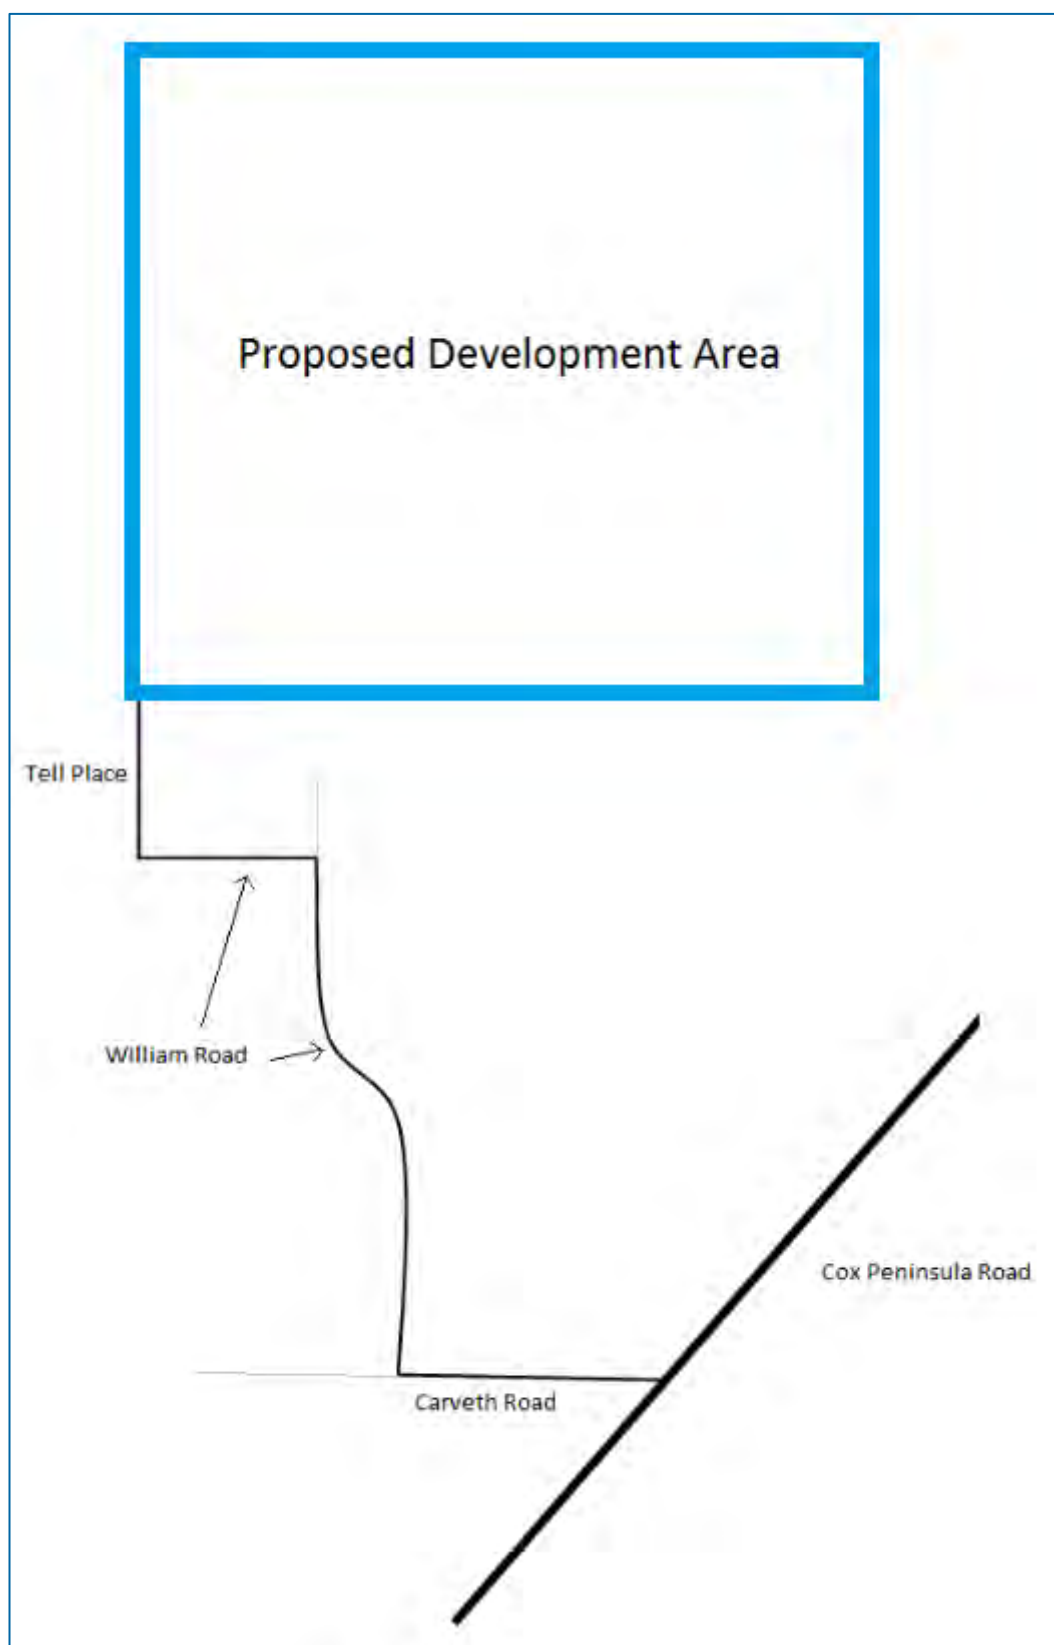 Proposed Development Area
Tell Place
William Road
Cox Peninsula Road
Carveth Road